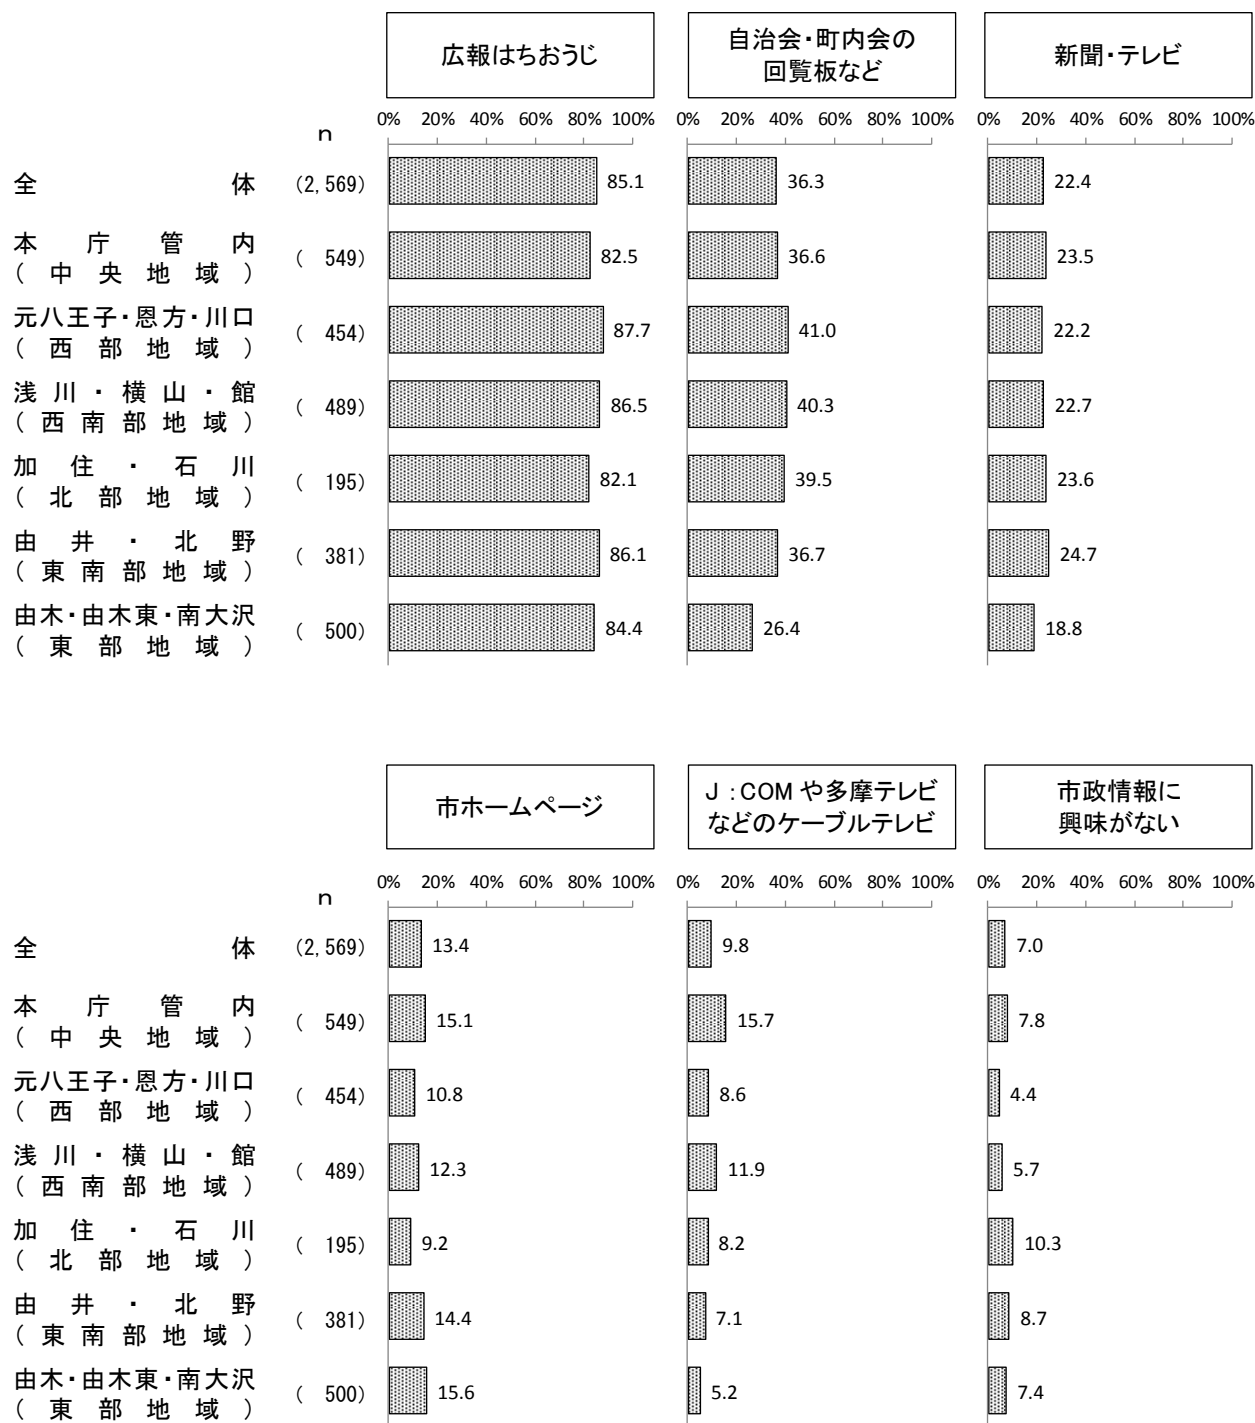 広報はちおうじ
自治会・町内会の
回覧板など
新聞・テレビ
0% 20% 40% 60% 80% 100% 0% 20% 40% 60% 80% 100% 0% 20% 40% 60% 80% 100%
n
全体 (2,569) 85.1 36.3 22.4
本庁管内
(中央地域) ( 549) 82.5 36.6 23.5
元八王子・恩方・川口
(西部地域) ( 454) 87.7 41.0 22.2
浅川・横山・館
(西南部地域) ( 489) 86.5 40.3 22.7
加住・石川
(北部地域) ( 195) 82.1 39.5 23.6
由井・北野
(東南部地域) ( 381) 86.1 36.7 24.7
由木・由木東・南大沢
(東部地域) ( 500) 84.4 26.4 18.8
市ホームページ
J:COMや多摩テレビ
などのケーブルテレビ
市政情報に
興味がない
0% 20% 40% 60% 80% 100% 0% 20% 40% 60% 80% 100% 0% 20% 40% 60% 80% 100%
n
全体 (2,569) 13.4 9.8 7.0
本庁管内
(中央地域) ( 549) 15.1 15.7 7.8
元八王子・恩方・川口
(西部地域) ( 454) 10.8 8.6 4.4
浅川・横山・館
(西南部地域) ( 489) 12.3 11.9 5.7
加住・石川
(北部地域) ( 195) 9.2 8.2 10.3
由井・北野
(東南部地域) ( 381) 14.4 7.1 8.7
由木・由木東・南大沢
(東部地域) ( 500) 15.6 5.2 7.4